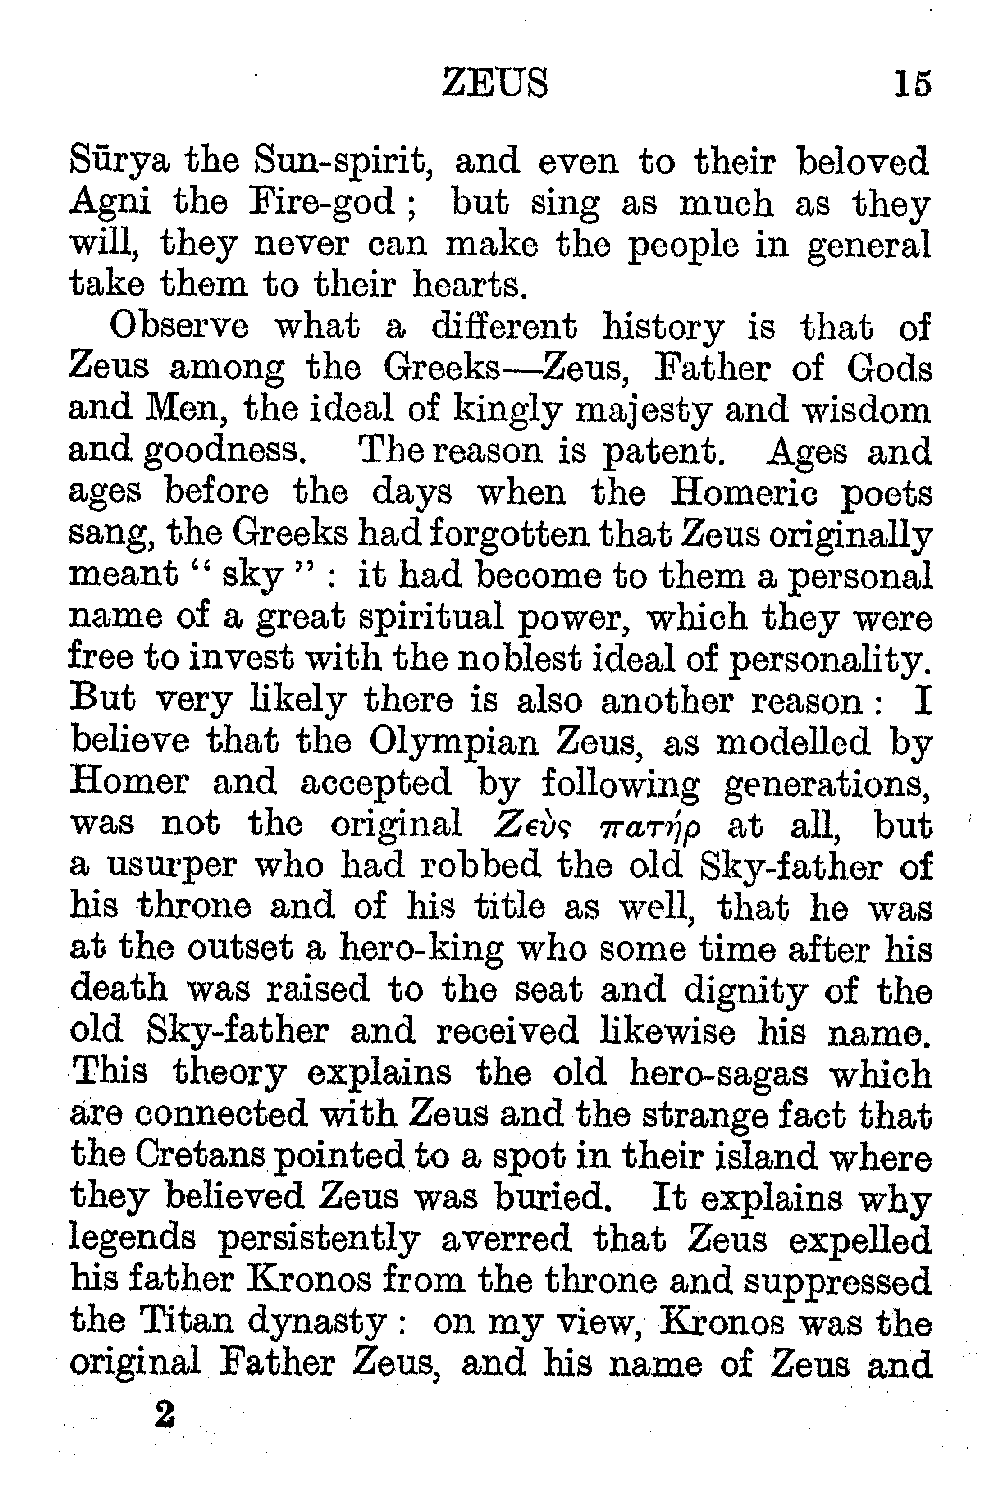 ZEUS 15
Sūrya the Sun-spirit, and even to their beloved
Agni the Fire-god ; but sing as much as they
will, they never can make the people in general
take them to their hearts.
Observe what a different history is that of
Zeus among the Greeks—Zeus, Father of Gods
and Men, the ideal of kingly majesty and wisdom
and goodness. The reason is patent. Ages and
ages before the days when the Homeric poets
sang, the Greeks had forgotten that Zeus originally
meant “ sky ” : it had become to them a personal
name of a great spiritual power, which they were
free to invest with the noblest ideal of personality.
But very likely there is also another reason : I
believe that the Olympian Zeus, as modelled by
Homer and accepted by following generations,
was not the original Ζεὺς πατήρ at all, but
a usurper who had robbed the old Sky-father of
his throne and of his title as well, that he was
at the outset a hero-king who some time after his
death was raised to the seat and dignity of the
old Sky-father and received likewise his name.
This theory explains the old hero-sagas which
are connected with Zeus and the strange fact that
the Cretans pointed to a spot in their island where
they believed Zeus was buried. It explains why
legends persistently averred that Zeus expelled
his father Kronos from the throne and suppressed
the Titan dynasty : on my view, Kronos was the
original Father Zeus, and his name of Zeus and
2